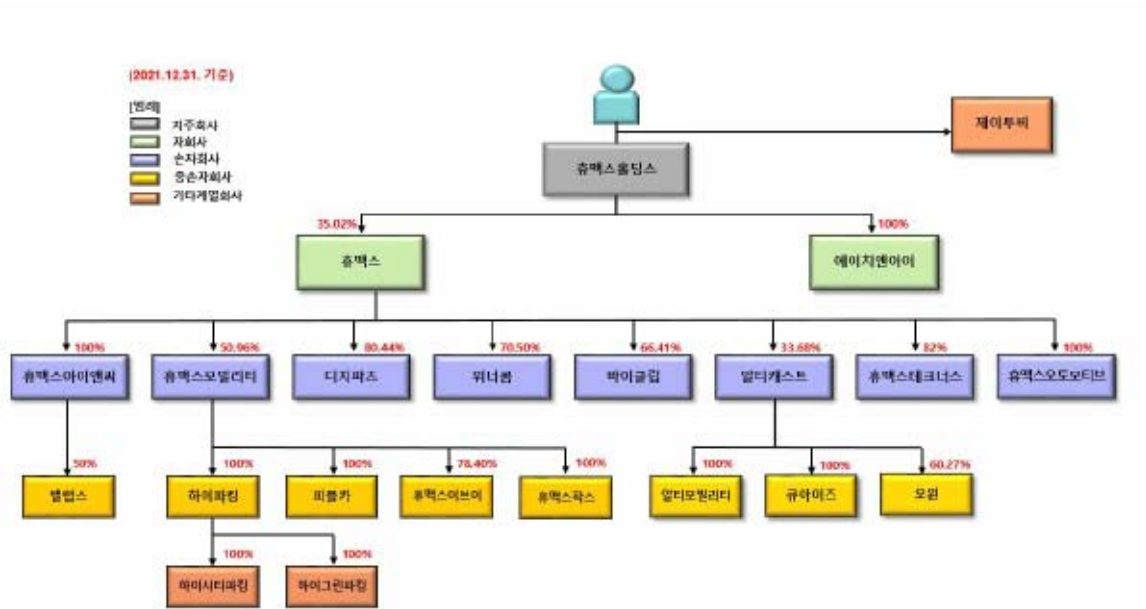 (2021.12.31. 기준)
[범례]
지주회사
자회사
손자회사
증손자회사
기타계열회사
제이투비
휴맥스홀딩스
35.02%
100%
휴맥스
에이치앤아이
100%
50.96%
80.44%
70.50%
66.41%
33.68%
82%
100%
휴맥스아이앤씨
휴맥스모빌리티
디지파츠
위너콤
바이클립
알티캐스트
휴맥스테크너스
휴맥스오토모티브
50%
100%
100%
78.40%
100%
100%
100%
60.27%
밸럽스
하이파킹
피플카
휴맥스이브이
휴맥스팍스
알티모빌리티
큐아이즈
모윈
100%
100%
하이시티파킹
하이그린파킹